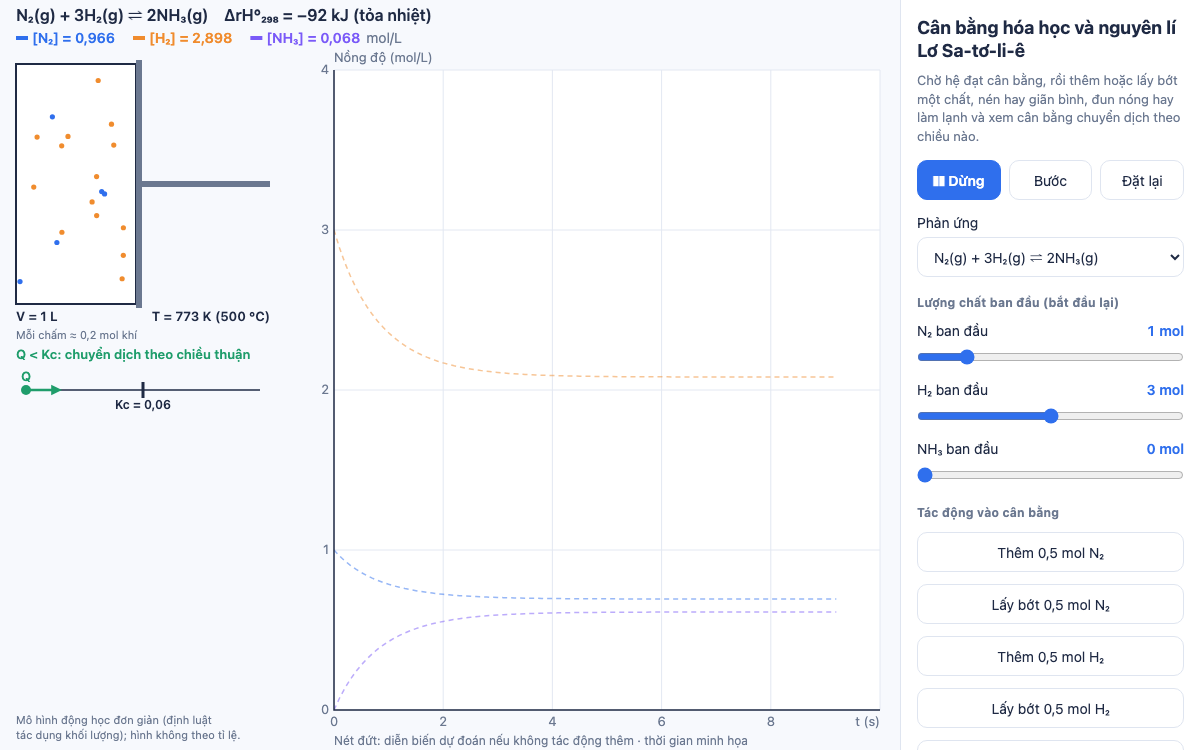 N₂(g) + 3H₂(g) ⇌ 2NH₃(g) ΔrH°₂₉₈ = −92 kJ (tỏa nhiệt)
[N₂] = 0,966 [H₂] = 2,898 [NH₃] = 0,068 mol/L
Nồng độ (mol/L)
4
3
2
1
0
0 2 4 6 8 t (s)
Nét đứt: diễn biến dự đoán nếu không tác động thêm · thời gian minh họa
V = 1 L T = 773 K (500 °C)
Mỗi chấm ≈ 0,2 mol khí
Q < Kc: chuyển dịch theo chiều thuận
Q
Kc = 0,06
Mô hình động học đơn giản (định luật
tác dụng khối lượng); hình không theo tỉ lệ.
Cân bằng hóa học và nguyên lí
Lơ Sa-tơ-li-ê
Chờ hệ đạt cân bằng, rồi thêm hoặc lấy bớt
một chất, nén hay giãn bình, đun nóng hay
làm lạnh và xem cân bằng chuyển dịch theo
chiều nào.
Dừng Bước Đặt lại
Phản ứng
N₂(g) + 3H₂(g) ⇌ 2NH₃(g)
Lượng chất ban đầu (bắt đầu lại)
N₂ ban đầu 1 mol
H₂ ban đầu 3 mol
NH₃ ban đầu 0 mol
Tác động vào cân bằng
Thêm 0,5 mol N₂
Lấy bớt 0,5 mol N₂
Thêm 0,5 mol H₂
Lấy bớt 0,5 mol H₂